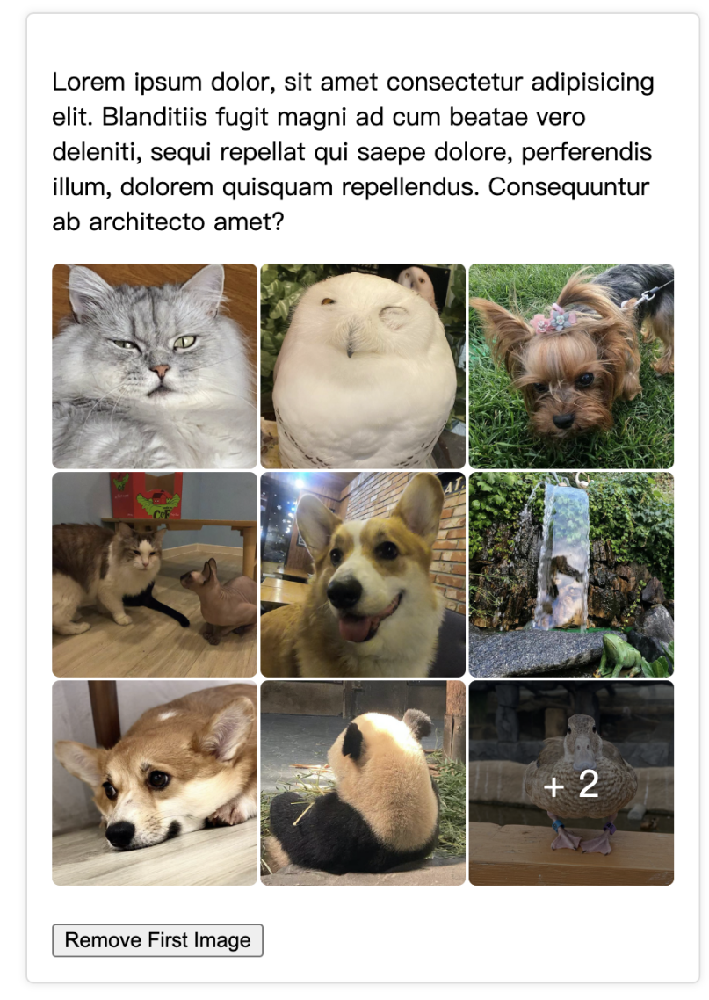 Lorem ipsum dolor, sit amet consectetur adipisicing
elit. Blanditiis fugit magni ad cum beatae vero
deleniti, sequi repellat qui saepe dolore, perferendis
illum, dolorem quisquam repellendus. Consequuntur
ab architecto amet?
AT
+ 2
Remove First Image